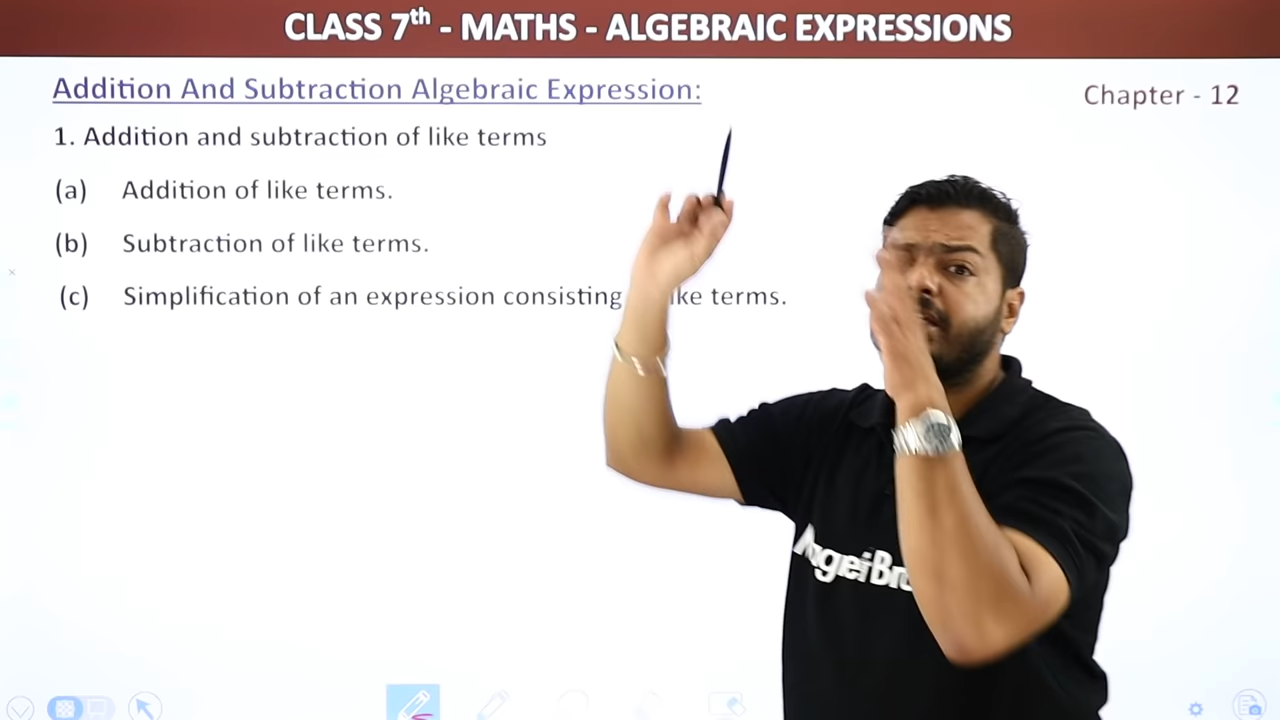 CLASS 7th - MATHS - ALGEBRAIC EXPRESSIONS
Addition And Subtraction Algebraic Expression:
Chapter - 12
1. Addition and subtraction of like terms
(a) Addition of like terms.
(b) Subtraction of like terms.
(c) Simplification of an expression consisting like terms.